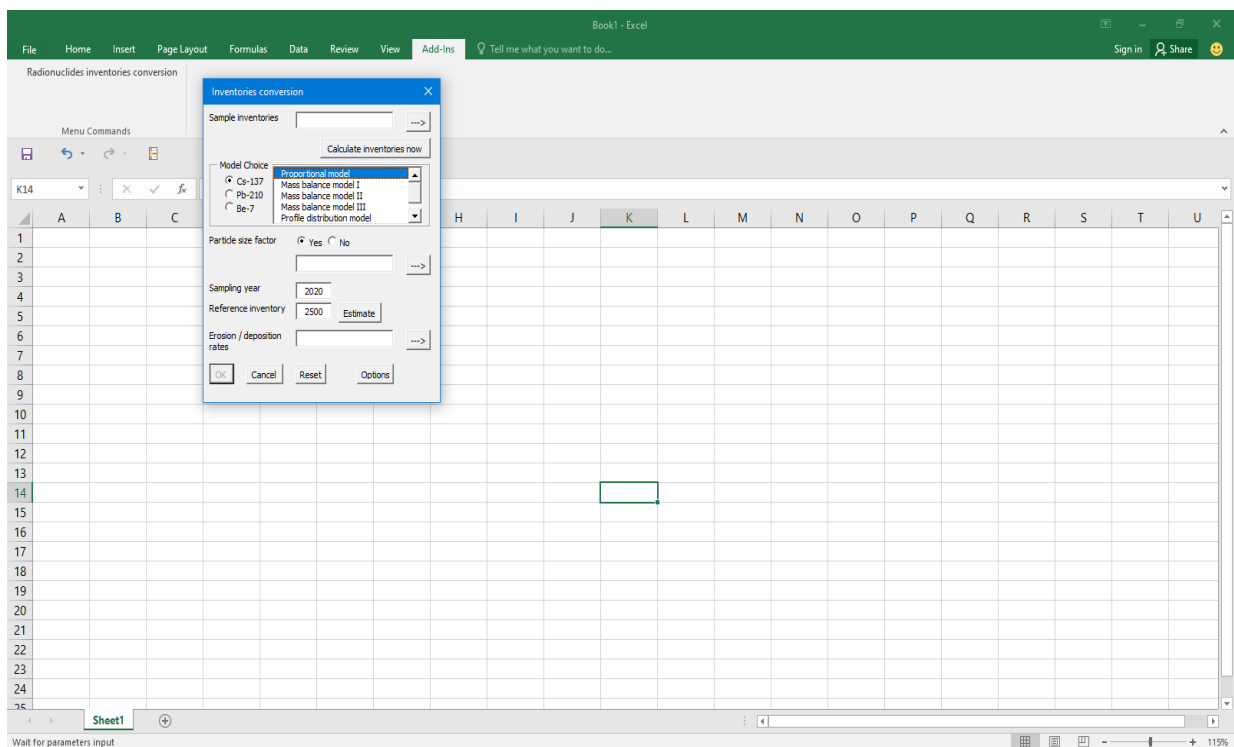 Book1 - Excel
File Home Insert Page Layout Formulas Data Review View Add-Ins Tell me what you want to do... Sign in Share
Radionuclides inventories conversion
Menu Commands
Inventories conversion
Sample inventories --->
Calculate inventories now
Model Choice
Cs-137
Pb-210
Be-7
Proportional model
Mass balance model I
Mass balance model II
Mass balance model III
Profile distribution model
Particle size factor Yes No
--->
Sampling year 2020
Reference inventory 2500 Estimate
Erosion / deposition
rates --->
OK Cancel Reset Options
K14 fx
A B C H I J K L M N O P Q R S T U
1
2
3
4
5
6
7
8
9
10
11
12
13
14
15
16
17
18
19
20
21
22
23
24
25
Sheet1
Wait for parameters input 115%